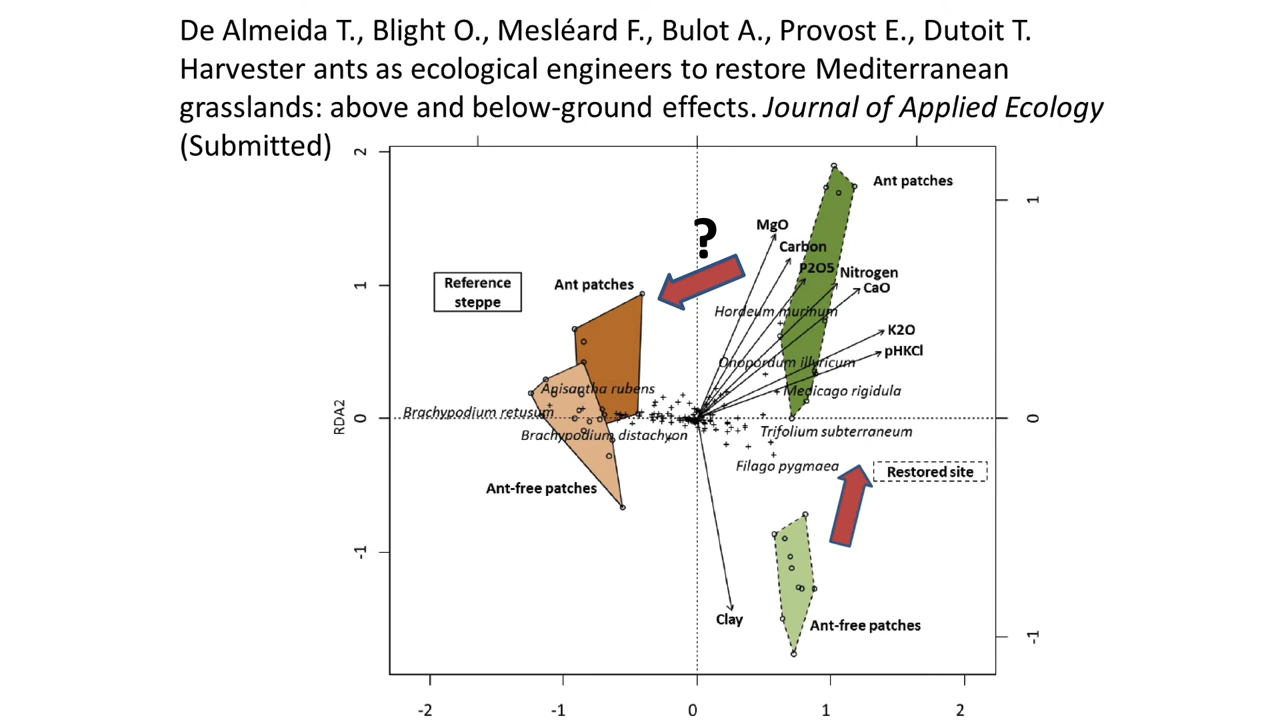 De Almeida T., Blight O., Mesléard F., Bulot A., Provost E., Dutoit T.
Harvester ants as ecological engineers to restore Mediterranean
grasslands: above and below-ground effects. Journal of Applied Ecology
(Submitted)
2
Ant patches
1
MgO
?
Carbon
P2O5
Nitrogen
CaO
Reference
steppe
1
Ant patches
Hordeum murinum
K2O
pHKCl
Onopordum illyricum
Anisantha rubens
Medicago rigidula
Brachypodium retusum
RDA2
0
0
Brachypodium distachyon
Trifolium subterraneum
Filago pygmaea
Restored site
Ant-free patches
-1
Clay
Ant-free patches
-1
-2
-1
0
1
2